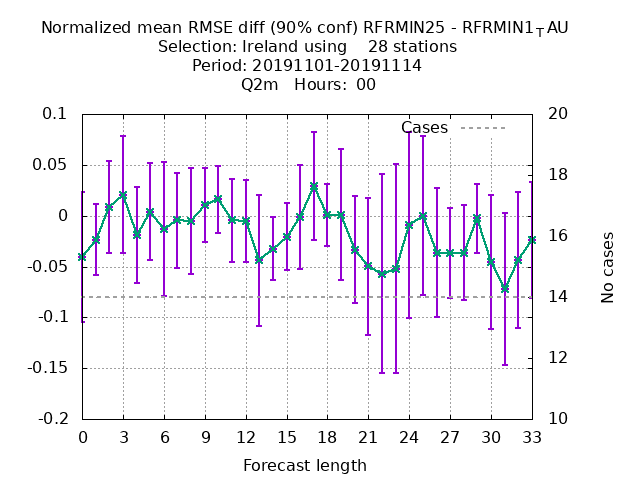 Normalized mean RMSE diff (90% conf) RFRMIN25 - RFRMIN1_TAU
Selection: Ireland using    28 stations
Period: 20191101-20191114
Q2m   Hours: 00
0.1
0.05
0
-0.05
-0.1
-0.15
-0.2
20
18
16
14
12
10
Cases
No cases
0 3 6 9 12 15 18 21 24 27 30 33
Forecast length